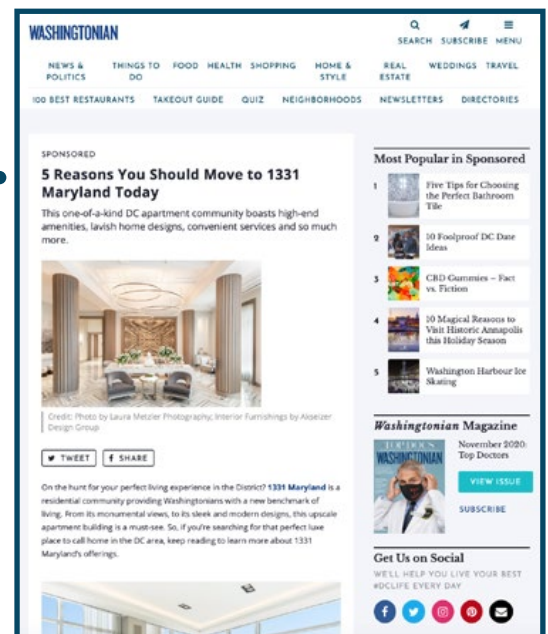 WASHINGTONIAN
SEARCH SUBSCRIBE MENU
NEWS & POLITICS THINGS TO DO FOOD HEALTH SHOPPING HOME & STYLE REAL ESTATE WEDDINGS TRAVEL
100 BEST RESTAURANTS TAKEOUT GUIDE QUIZ NEIGHBORHOODS NEWSLETTERS DIRECTORIES
SPONSORED
5 Reasons You Should Move to 1331
Maryland Today
This one-of-a-kind DC apartment community boasts high-end
amenities, lavish home designs, convenient services and so much
more.
Credit: Photo by Laura Metzler Photography; Interior Furnishings by Akseizer
Design Group
TWEET
SHARE
On the hunt for your perfect living experience in the District? 1331 Maryland is a
residential community providing Washingtonians with a new benchmark of
living. From its monumental views, to its sleek and modern designs, this upscale
apartment building is a must-see. So, if you're searching for that perfect luxe
place to call home in the DC area, keep reading to learn more about 1331
Maryland's offerings.
Most Popular in Sponsored
1 Five Tips for Choosing
the Perfect Bathroom
Tile
2 10 Foolproof DC Date
Ideas
3 CBD Gummies – Fact
vs. Fiction
4 10 Magical Reasons to
Visit Historic Annapolis
this Holiday Season
5 Washington Harbour Ice
Skating
Washingtonian Magazine
TOP DOCS
WASHINGTONIAN
November 2020:
Top Doctors
VIEW ISSUE
SUBSCRIBE
Get Us on Social
WE'LL HELP YOU LIVE YOUR BEST
#DCLIFE EVERY DAY